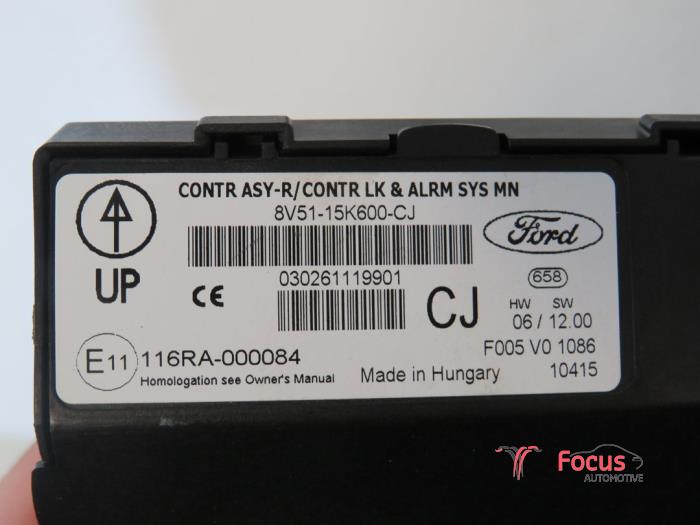 CONTR ASY-R/CONTR LK & ALRM SYS MN
8V51-15K600-CJ
UP
Ford
CE
030261119901
CJ
658
HW SW
06 / 12.00
E11 116RA-000084
F005 V0 1086
Homologation see Owner's Manual
Made in Hungary
10415
Focus
AUTOMOTIVE